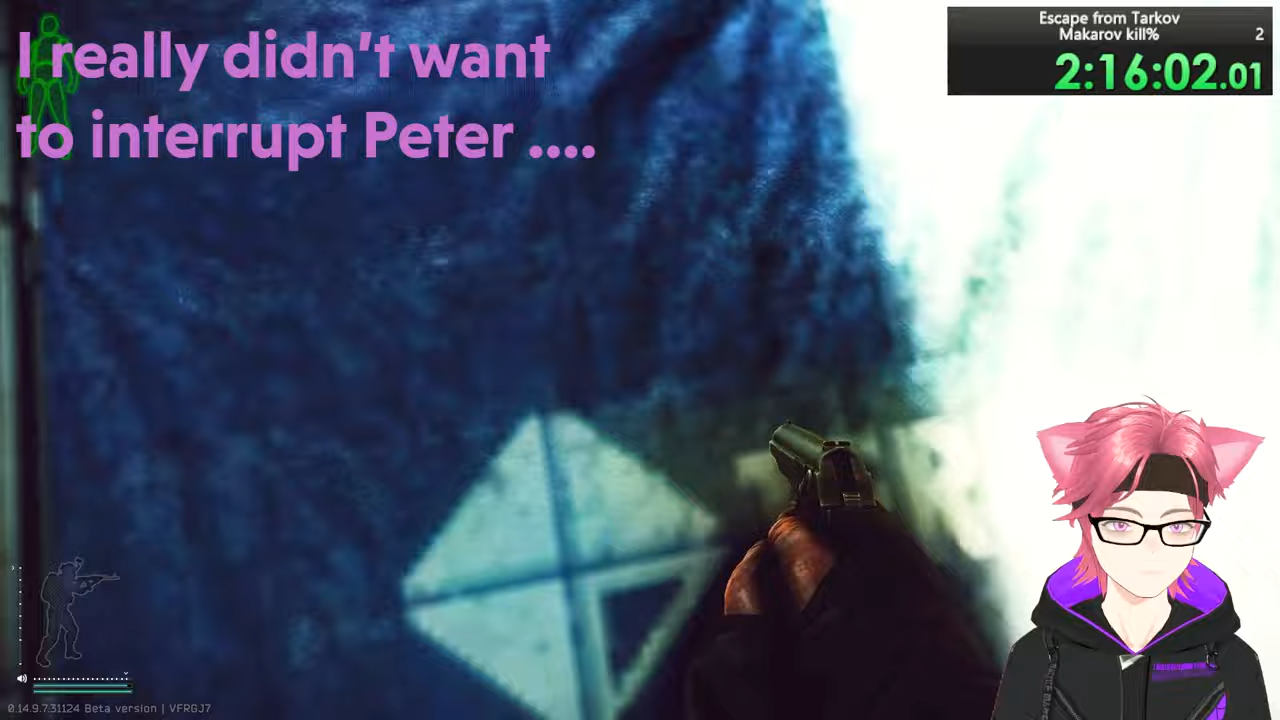 I really didn't want
to interrupt Peter ....
Escape from Tarkov
Makarov kill%
2
2:16:02.01
0.14.9.7.31124 Beta version | VFRGJ7